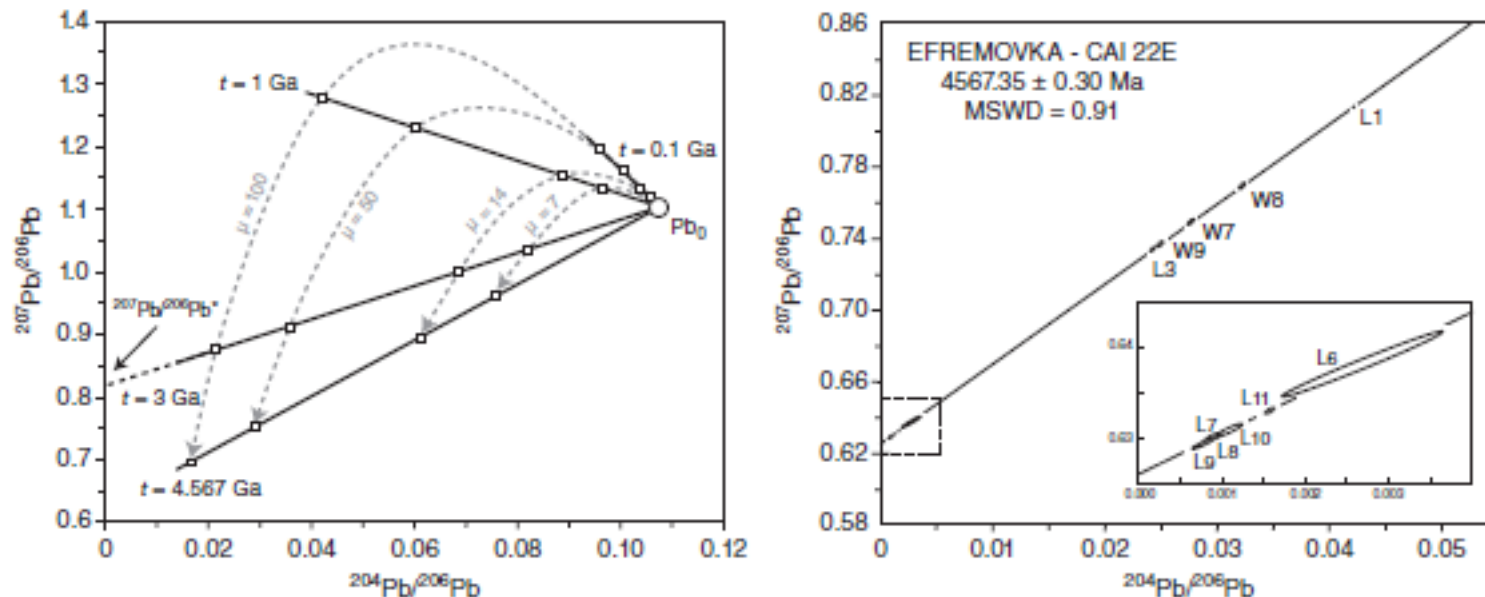 1.4
1.3
1.2
1.1
1.0
0.9
0.8
0.7
0.6
²⁰⁷Pb/²⁰⁶Pb
t = 1 Ga
t = 0.1 Ga
μ = 100
μ = 50
μ = 14
μ = 7
Pb₀
²⁰⁷Pb/²⁰⁶Pb*
t = 3 Ga
t = 4.567 Ga
0
0.02
0.04
0.06
0.08
0.10
0.12
²⁰⁴Pb/²⁰⁶Pb
0.86
0.82
0.78
0.74
0.70
0.66
0.62
0.58
²⁰⁷Pb/²⁰⁶Pb
EFREMOVKA - CAI 22E
4567.35 ± 0.30 Ma
MSWD = 0.91
L1
W8
W7
W9
L3
0.64
0.63
L6
L11
L7
L10
L8
L9
0.000
0.001
0.002
0.003
0
0.01
0.02
0.03
0.04
0.05
²⁰⁴Pb/²⁰⁶Pb